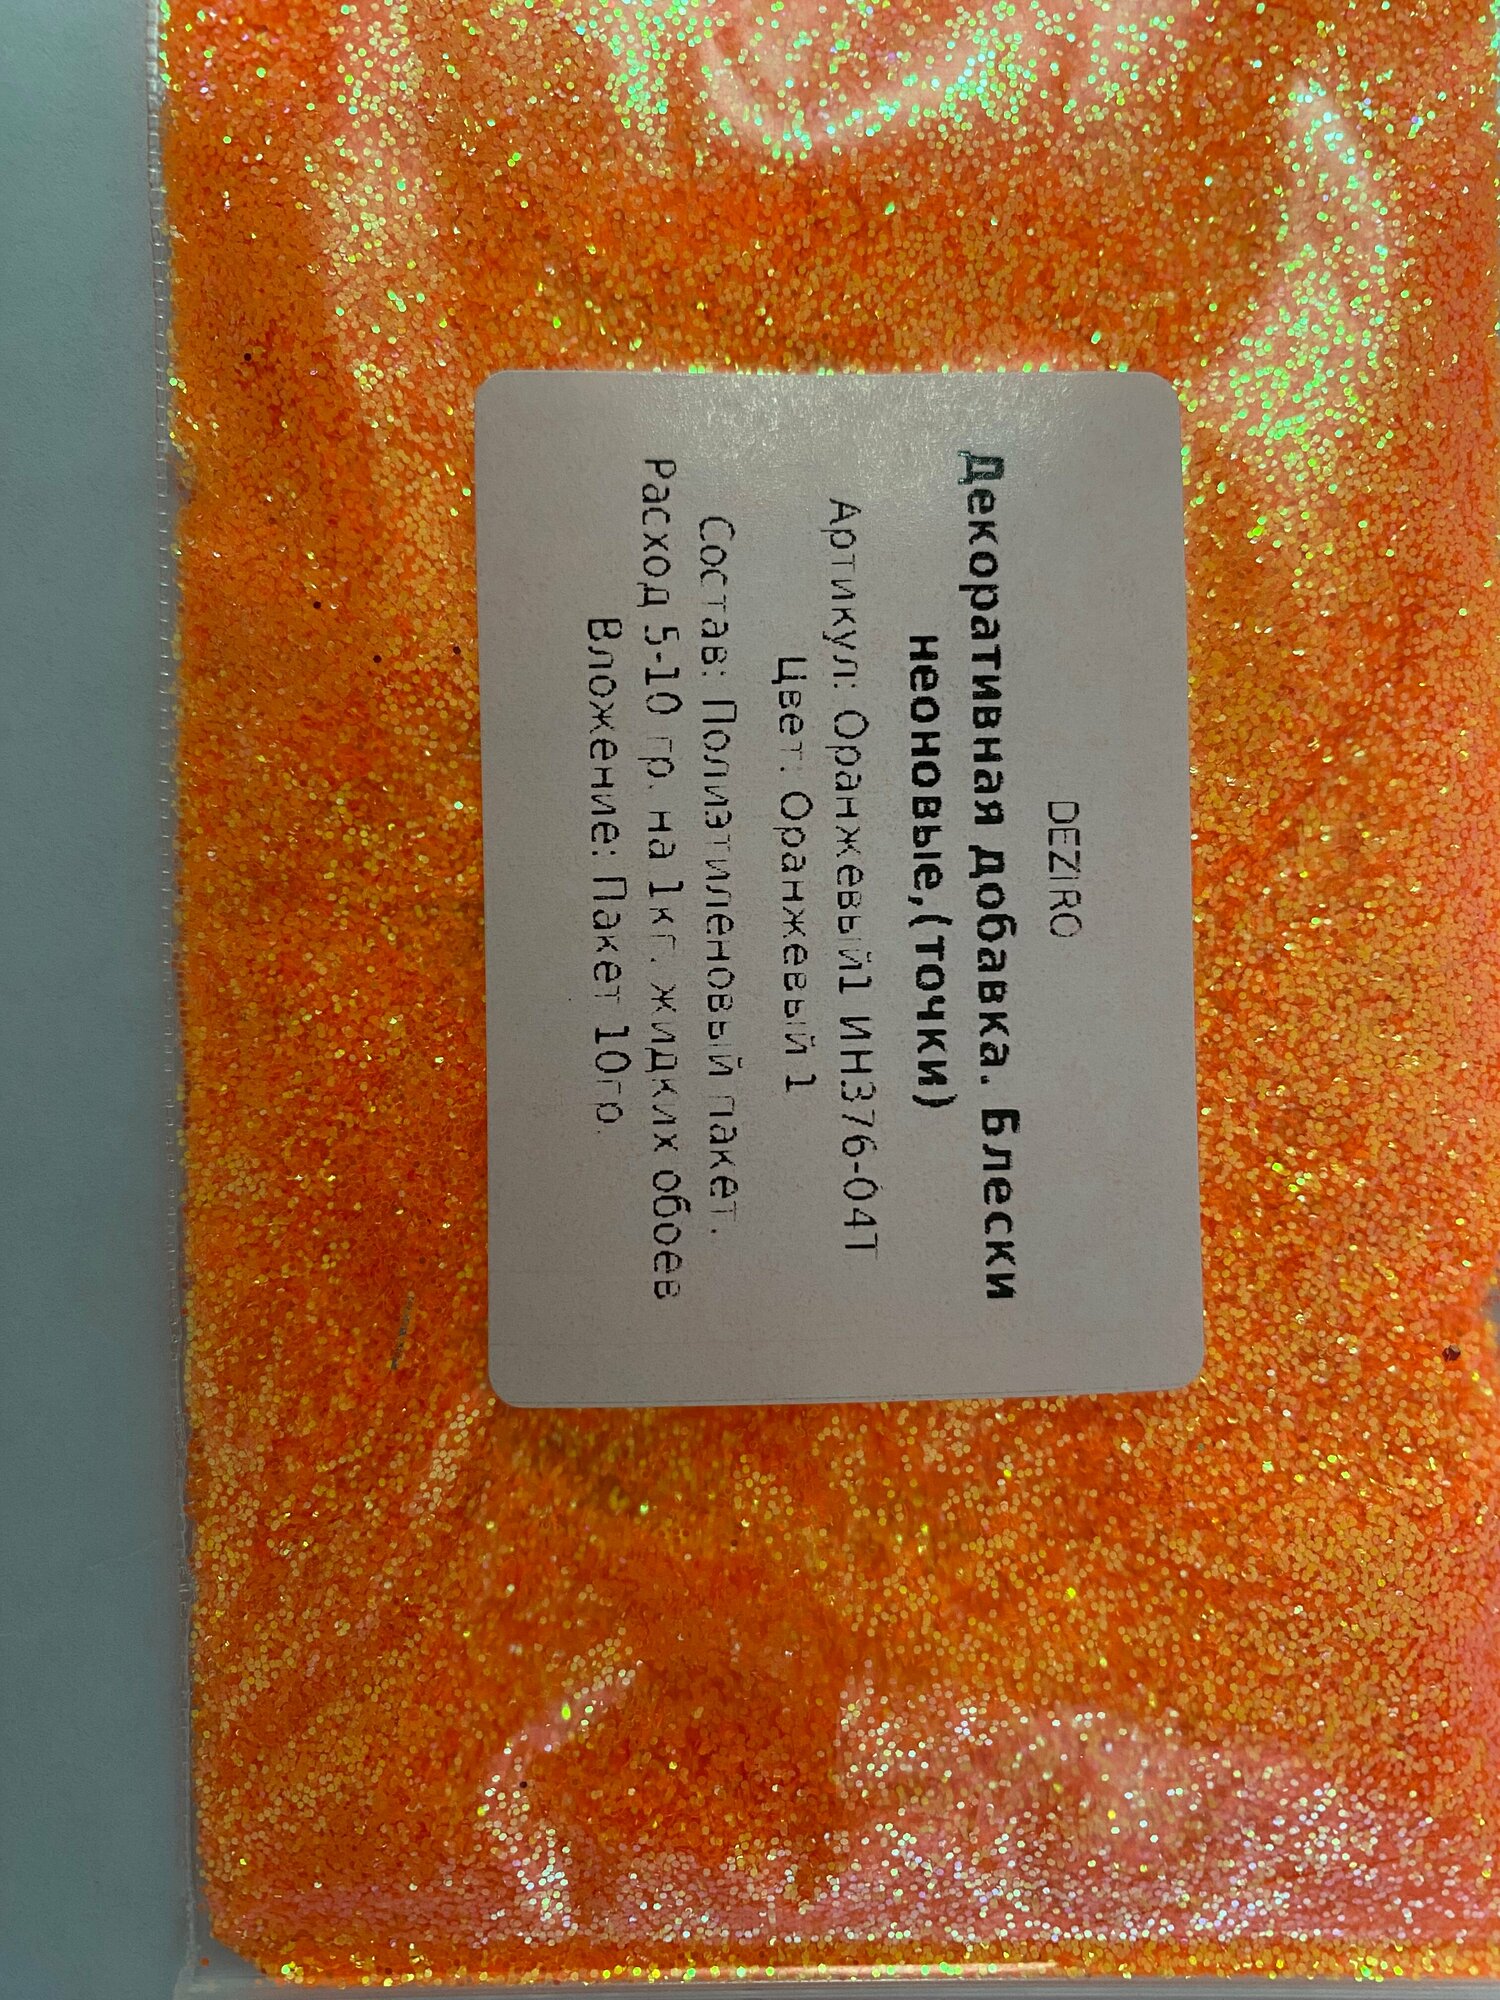 DEZIRO
Декоративная добавка. Блески
неоновые,(точки)
Артикул: Оранжевый1 ИН376-04Т
Цвет: Оранжевый 1
Состав: Полиэтиленовый пакет.
Расход 5-10 гр. на 1кг. жидких обоев
Вложение: Пакет 10гр.